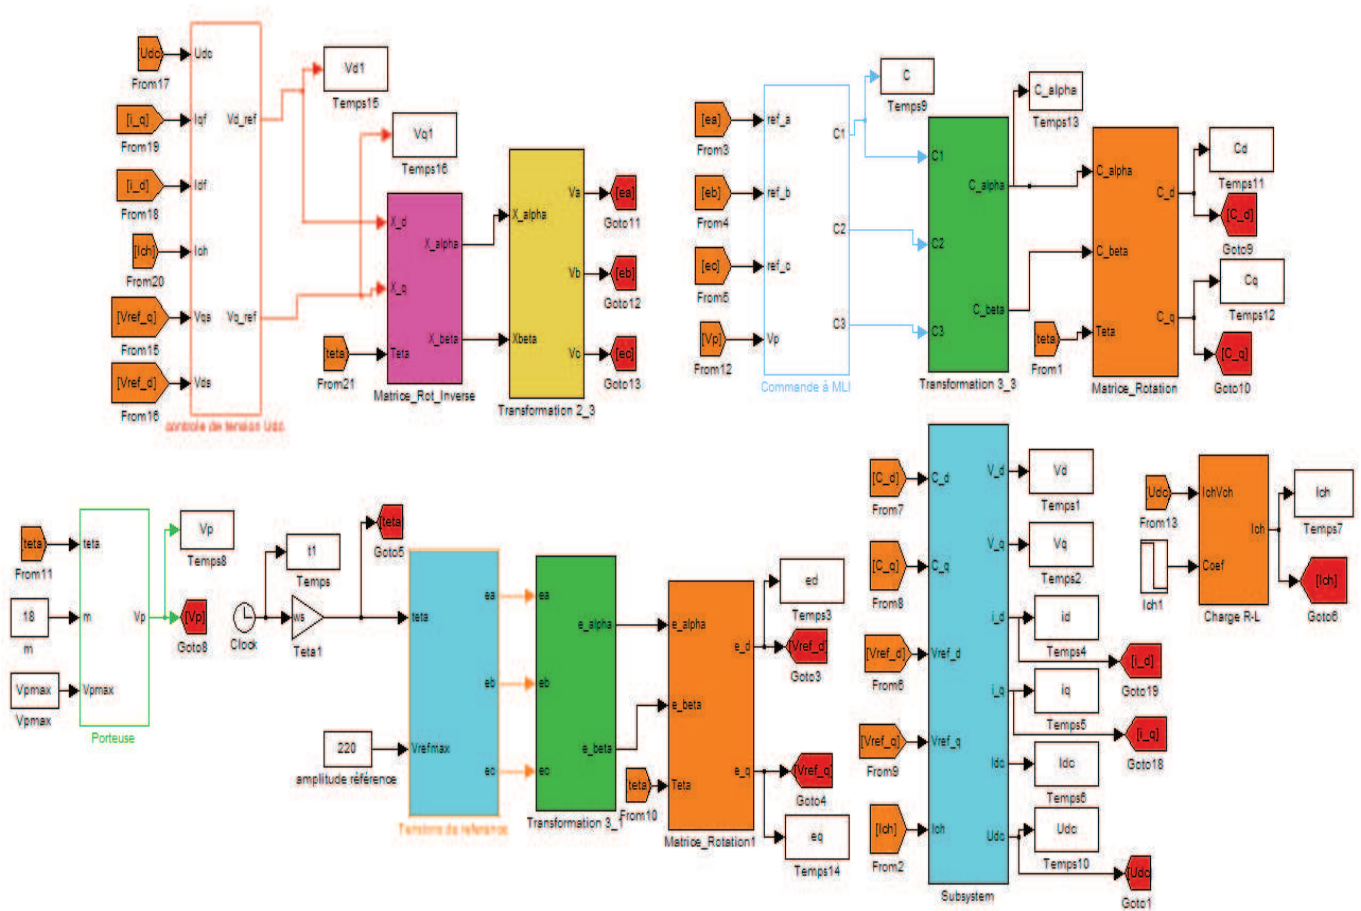 [Udc
From17
Udc
[i_q]
From19
Iqf
[i_d]
From18
Idf
[Ich]
From20
Ich
[Vref_q]
From15
Vqs
[Vref_d]
From16
Vds
Vd_ref
Vq_ref
controle de tension Udc
Vd1
Temps16
Vq1
Temps16
X_d
X_q
Teta
X_alpha
X_beta
Matrice_Rot_Inverse
teta
From21
X_alpha
Xbeta
Va
Vb
Vc
Transformation 2_3
[ea]
Goto11
[eb]
Goto12
[ec]
Goto13
[ea]
From3
[eb]
From4
[ec]
From5
[Vp]
From12
ref_a
ref_b
ref_c
Vp
C1
C2
C3
Commande à MLI
C
Temps9
C1
C2
C3
C_alpha
C_beta
Transformation 3_3
C_alpha
Temps13
teta
From1
C_alpha
C_beta
Teta
C_d
C_q
Matrice_Rotation
Cd
Temps11
[C_d]
Goto9
Cq
Temps12
[C_q]
Goto10
teta
From11
18
m
Vpmax
Vpmax
teta
m
Vpmax
Vp
Porteuse
Vp
Temps8
[Vp]
Goto8
Clock
t1
Temps
ws
Teta1
[teta
Goto5
220
amplitude référence
teta
Vrefmax
ea
eb
ec
Tensions de reference
ea
eb
ec
e_alpha
e_beta
Transformation 3_1
teta
From10
e_alpha
e_beta
Teta
e_d
e_q
Matrice_Rotation1
ed
Temps3
[Vref_d]
Goto3
[Vref_q]
Goto4
eq
Temps14
[C_d]
From7
[C_q]
From8
[Vref_d]
From6
[Vref_q]
From9
[Ich]
From2
C_d
C_q
Vref_d
Vref_q
Ich
V_d
V_q
i_d
i_q
Idc
Udc
Subsystem
Vd
Temps1
Vq
Temps2
id
Temps4
[i_d]
Goto19
iq
Temps5
[i_q]
Goto18
Idc
Temps6
Udc
Temps10
[Udc
Goto1
[Udc
From13
Ich1
IchVch
Coef
Ich
Charge R-L
Ich
Temps7
[Ich]
Goto6